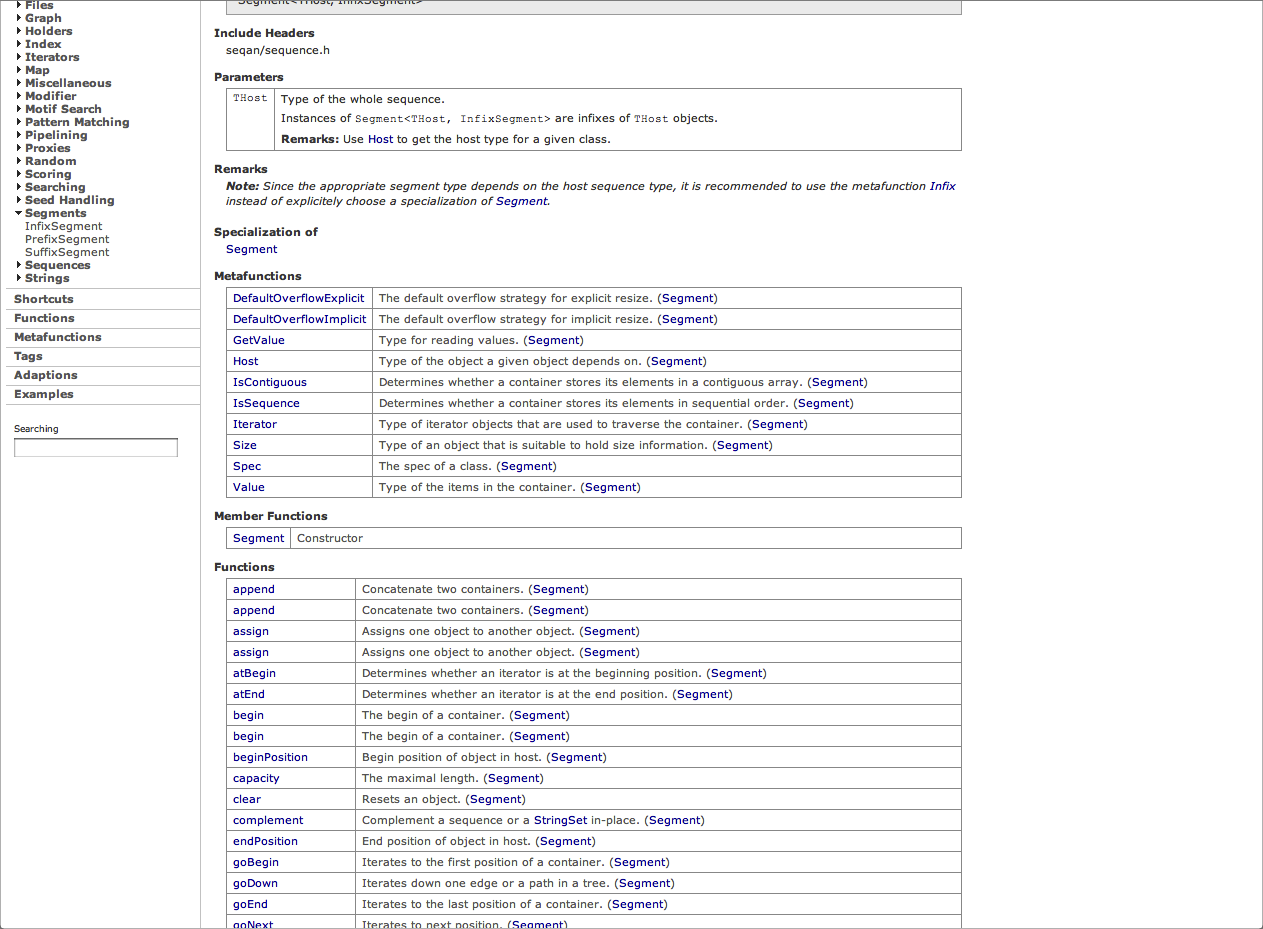 Files
Graph
Holders
Index
Iterators
Map
Miscellaneous
Modifier
Motif Search
Pattern Matching
Pipelining
Proxies
Random
Scoring
Searching
Seed Handling
Segments
InfixSegment
PrefixSegment
SuffixSegment
Sequences
Strings
Shortcuts
Functions
Metafunctions
Tags
Adaptions
Examples
Searching
Segment<THost, InfixSegment>
Include Headers
seqan/sequence.h
Parameters
THost Type of the whole sequence.
Instances of Segment<THost, InfixSegment> are infixes of THost objects.
Remarks: Use Host to get the host type for a given class.
Remarks
Note: Since the appropriate segment type depends on the host sequence type, it is recommended to use the metafunction Infix
instead of explicitely choose a specialization of Segment.
Specialization of
Segment
Metafunctions
DefaultOverflowExplicit The default overflow strategy for explicit resize. (Segment)
DefaultOverflowImplicit The default overflow strategy for implicit resize. (Segment)
GetValue Type for reading values. (Segment)
Host Type of the object a given object depends on. (Segment)
IsContiguous Determines whether a container stores its elements in a contiguous array. (Segment)
IsSequence Determines whether a container stores its elements in sequential order. (Segment)
Iterator Type of iterator objects that are used to traverse the container. (Segment)
Size Type of an object that is suitable to hold size information. (Segment)
Spec The spec of a class. (Segment)
Value Type of the items in the container. (Segment)
Member Functions
Segment Constructor
Functions
append Concatenate two containers. (Segment)
append Concatenate two containers. (Segment)
assign Assigns one object to another object. (Segment)
assign Assigns one object to another object. (Segment)
atBegin Determines whether an iterator is at the beginning position. (Segment)
atEnd Determines whether an iterator is at the end position. (Segment)
begin The begin of a container. (Segment)
begin The begin of a container. (Segment)
beginPosition Begin position of object in host. (Segment)
capacity The maximal length. (Segment)
clear Resets an object. (Segment)
complement Complement a sequence or a StringSet in-place. (Segment)
endPosition End position of object in host. (Segment)
goBegin Iterates to the first position of a container. (Segment)
goDown Iterates down one edge or a path in a tree. (Segment)
goEnd Iterates to the last position of a container. (Segment)
goNext Iterates to next position. (Segment)